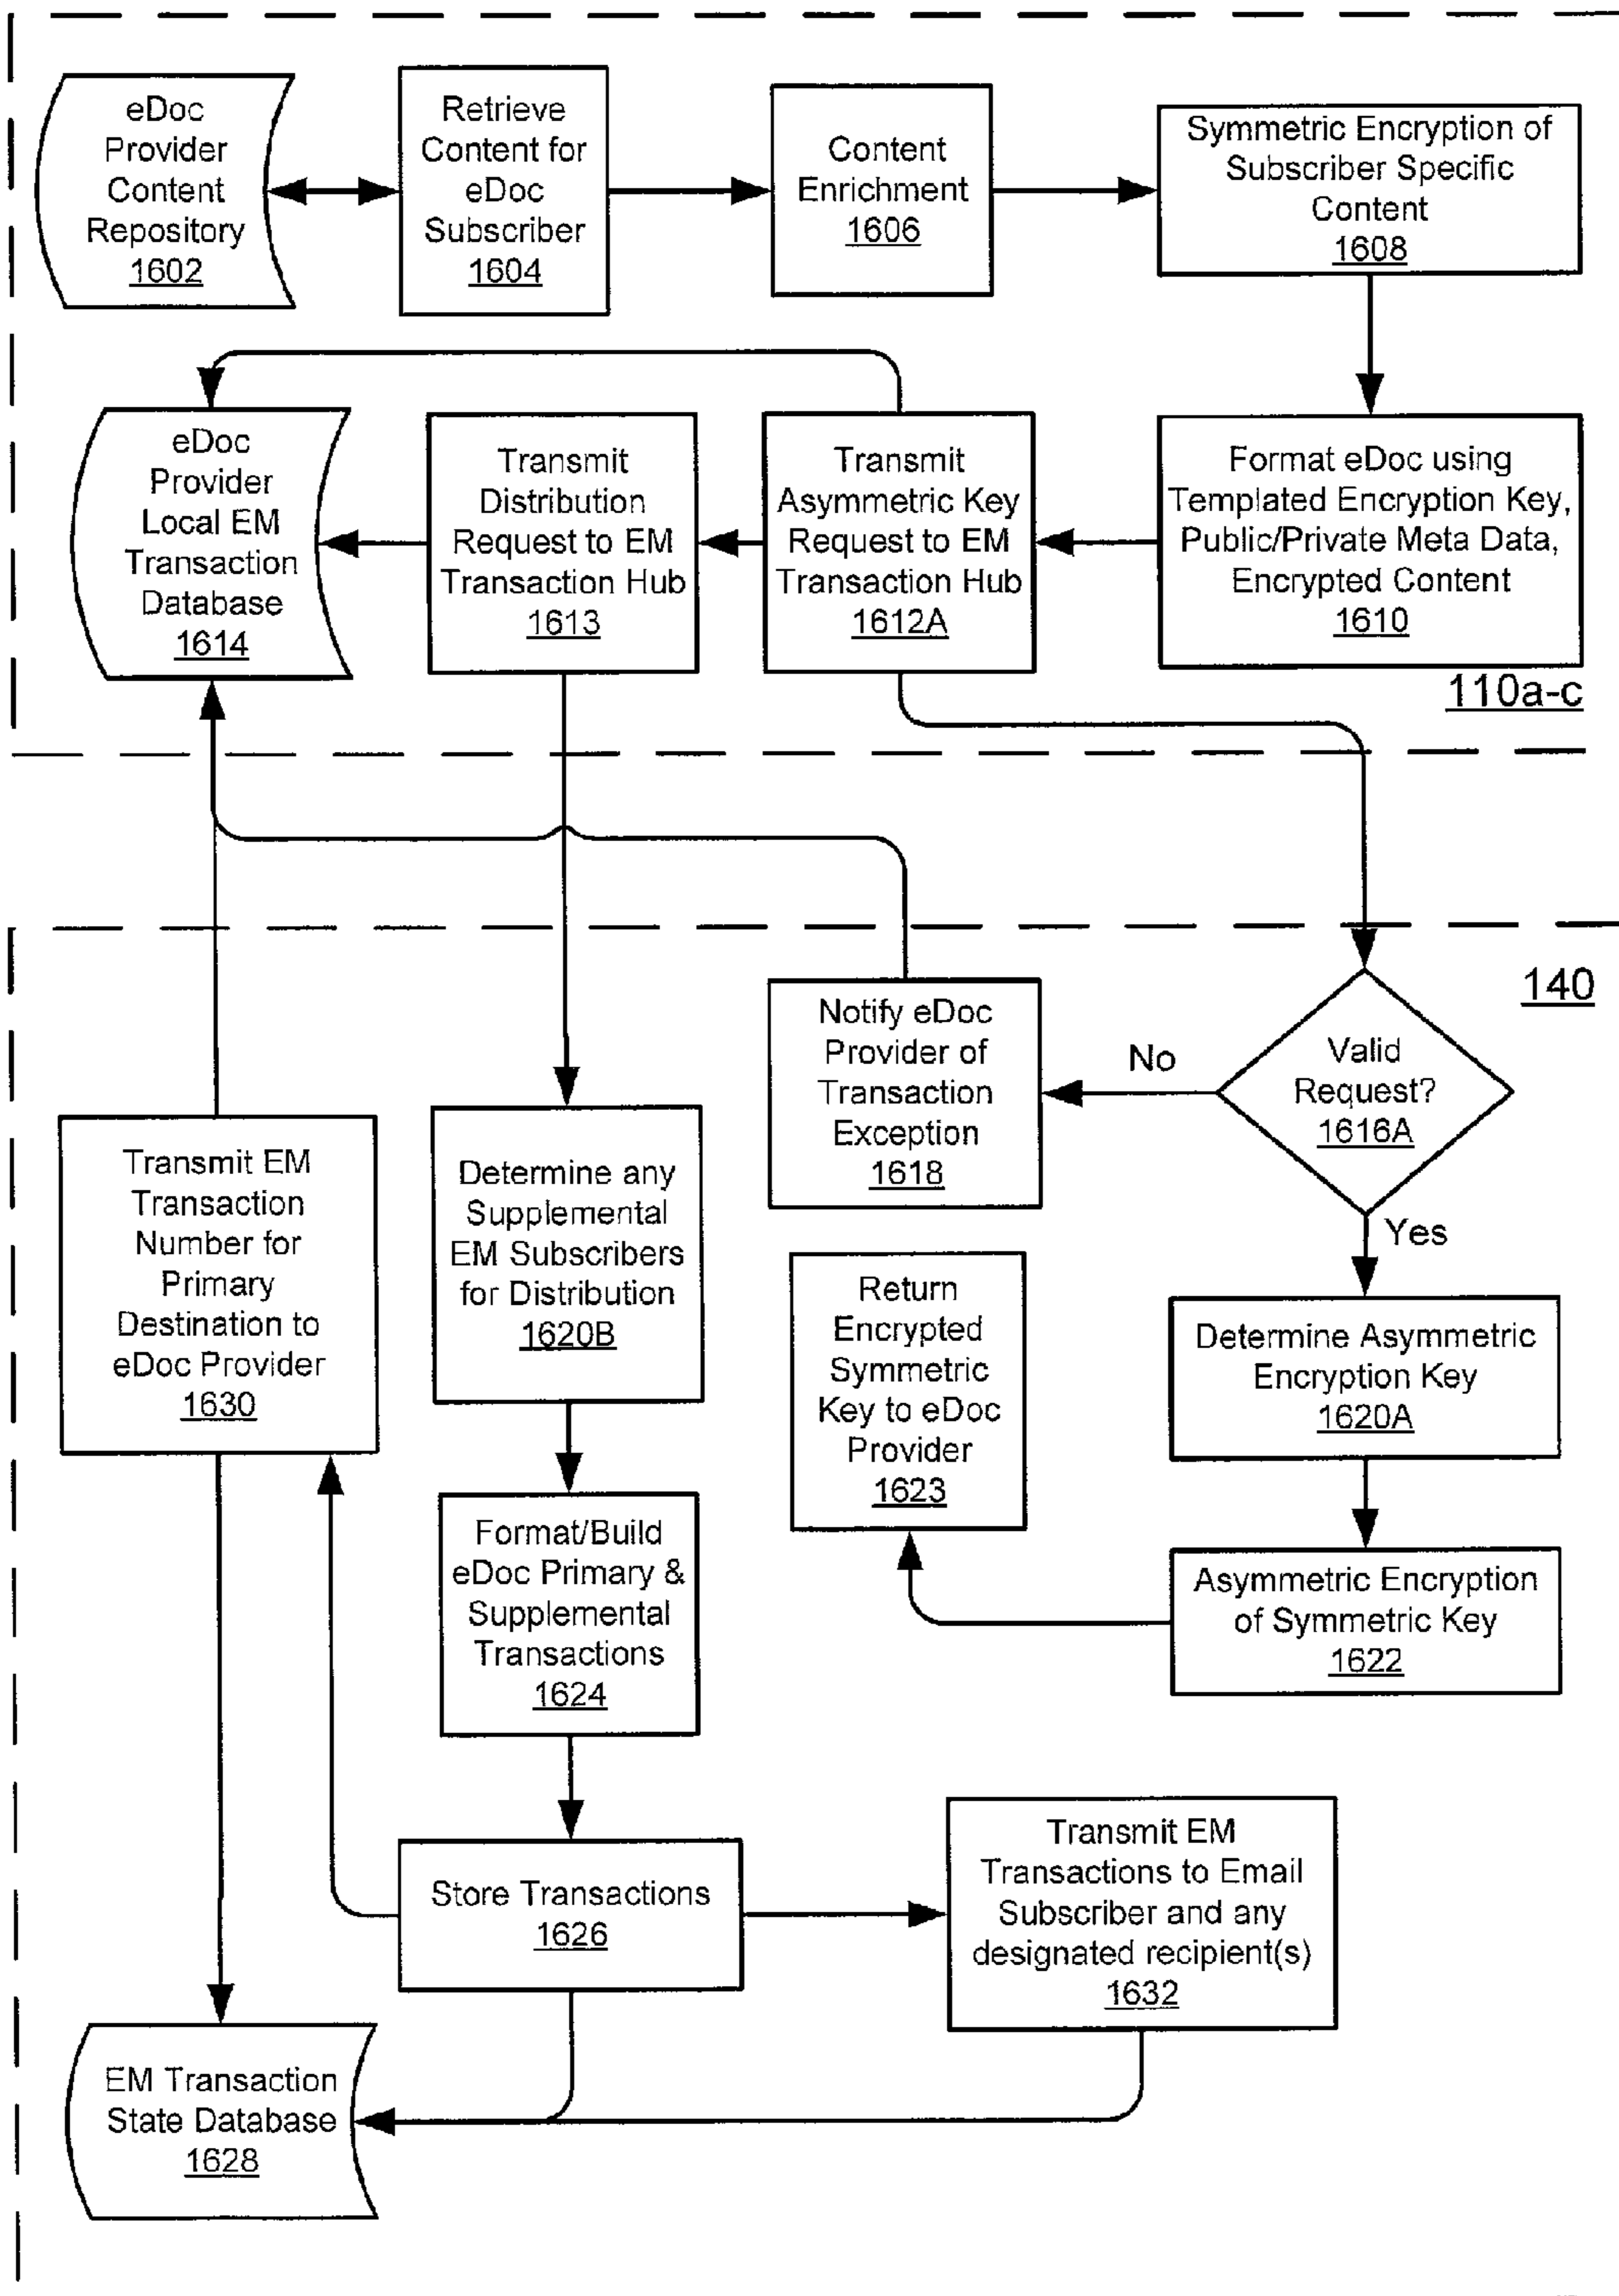 eDoc
Provider
Content
Repository
1602
Retrieve
Content for
eDoc
Subscriber
1604
Content
Enrichment
1606
Symmetric Encryption of
Subscriber Specific
Content
1608
eDoc
Provider
Local EM
Transaction
Database
1614
Transmit
Distribution
Request to EM
Transaction Hub
1613
Transmit
Asymmetric Key
Request to EM
Transaction Hub
1612A
Format eDoc using
Templated Encryption Key,
Public/Private Meta Data,
Encrypted Content
1610
110a-c
140
Notify eDoc
Provider of
Transaction
Exception
1618
No
Valid
Request?
1616A
Yes
Transmit EM
Transaction
Number for
Primary
Destination to
eDoc Provider
1630
Determine any
Supplemental
EM Subscribers
for Distribution
1620B
Return
Encrypted
Symmetric
Key to eDoc
Provider
1623
Determine Asymmetric
Encryption Key
1620A
Format/Build
eDoc Primary &
Supplemental
Transactions
1624
Asymmetric Encryption
of Symmetric Key
1622
Store Transactions
1626
Transmit EM
Transactions to Email
Subscriber and any
designated recipient(s)
1632
EM Transaction
State Database
1628